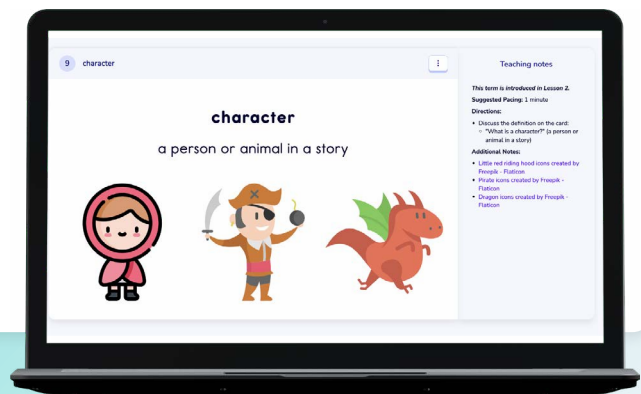 9 character
character
a person or animal in a story
Teaching notes
This term is introduced in Lesson 2.
Suggested Pacing: 1 minute
Directions:
• Discuss the definition on the card:
○ "What is a character?" (a person or
animal in a story)
Additional Notes:
• Little red riding hood icons created by
Freepik - Flaticon
• Pirate icons created by Freepik -
Flaticon
• Dragon icons created by Freepik -
Flaticon